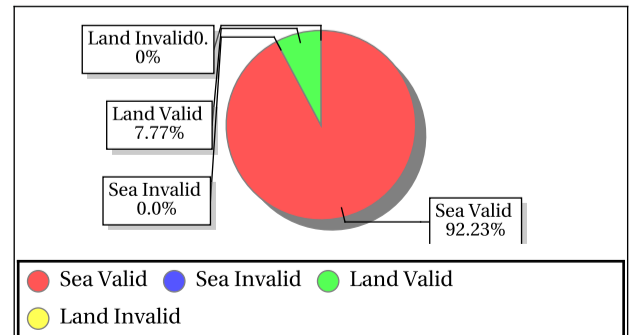 Land Invalid0.
0%
Land Valid
7.77%
Sea Invalid
0.0%
Sea Valid
92.23%
Sea Valid Sea Invalid Land Valid
Land Invalid